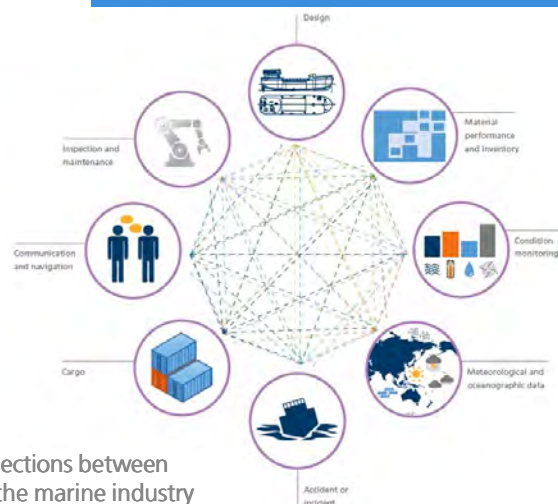 Design
Material
performance
and inventory
Inspection and
maintenance
Communication
and navigation
Condition
monitoring
Cargo
Meteorological and
oceanographic data
Accident or
incident
ections between
the marine industry